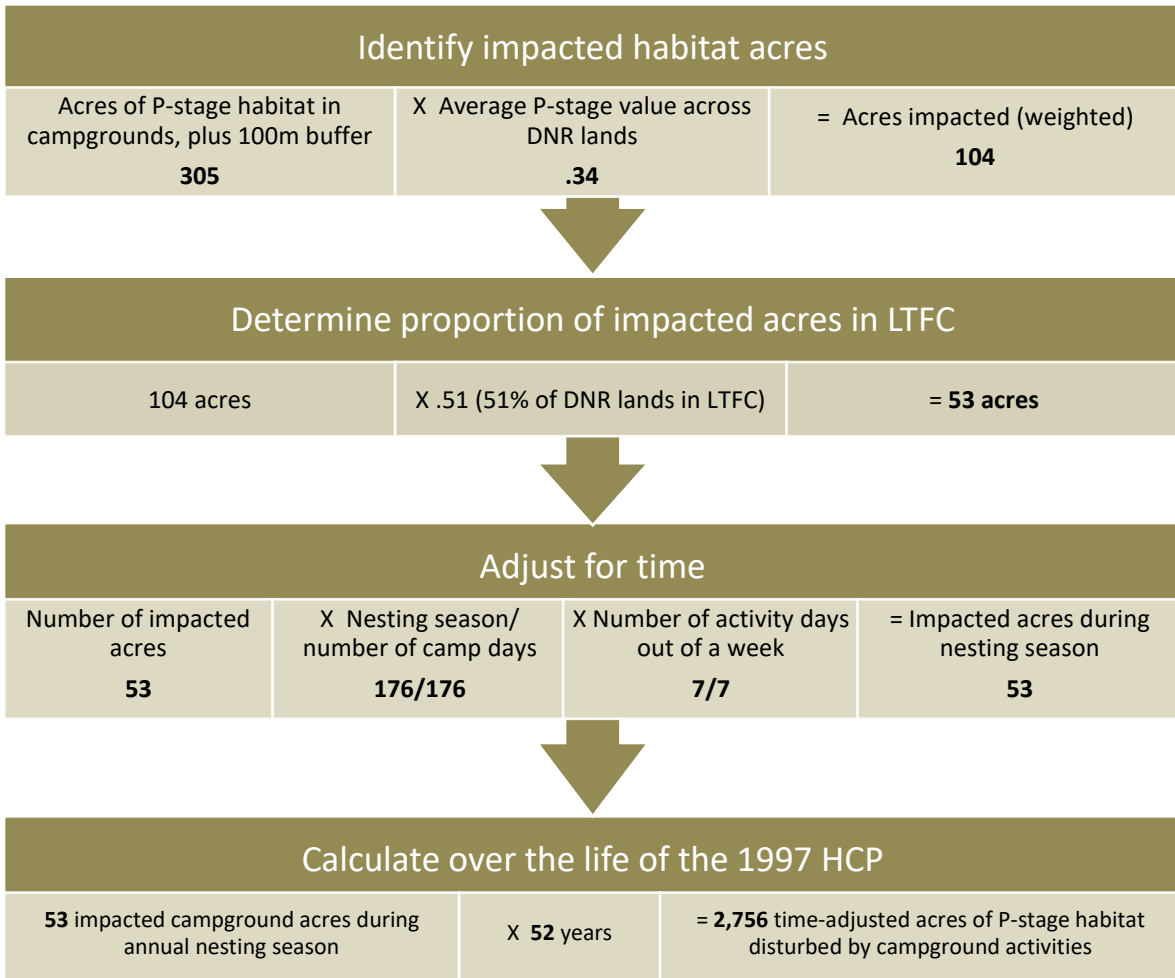 Identify impacted habitat acres
Acres of P-stage habitat in
campgrounds, plus 100m buffer
305
X Average P-stage value across
DNR lands
.34
= Acres impacted (weighted)
104
Determine proportion of impacted acres in LTFC
104 acres
X .51 (51% of DNR lands in LTFC)
= 53 acres
Adjust for time
Number of impacted
acres
53
X Nesting season/
number of camp days
176/176
X Number of activity days
out of a week
7/7
= Impacted acres during
nesting season
53
Calculate over the life of the 1997 HCP
53 impacted campground acres during
annual nesting season
X 52 years
= 2,756 time-adjusted acres of P-stage habitat
disturbed by campground activities